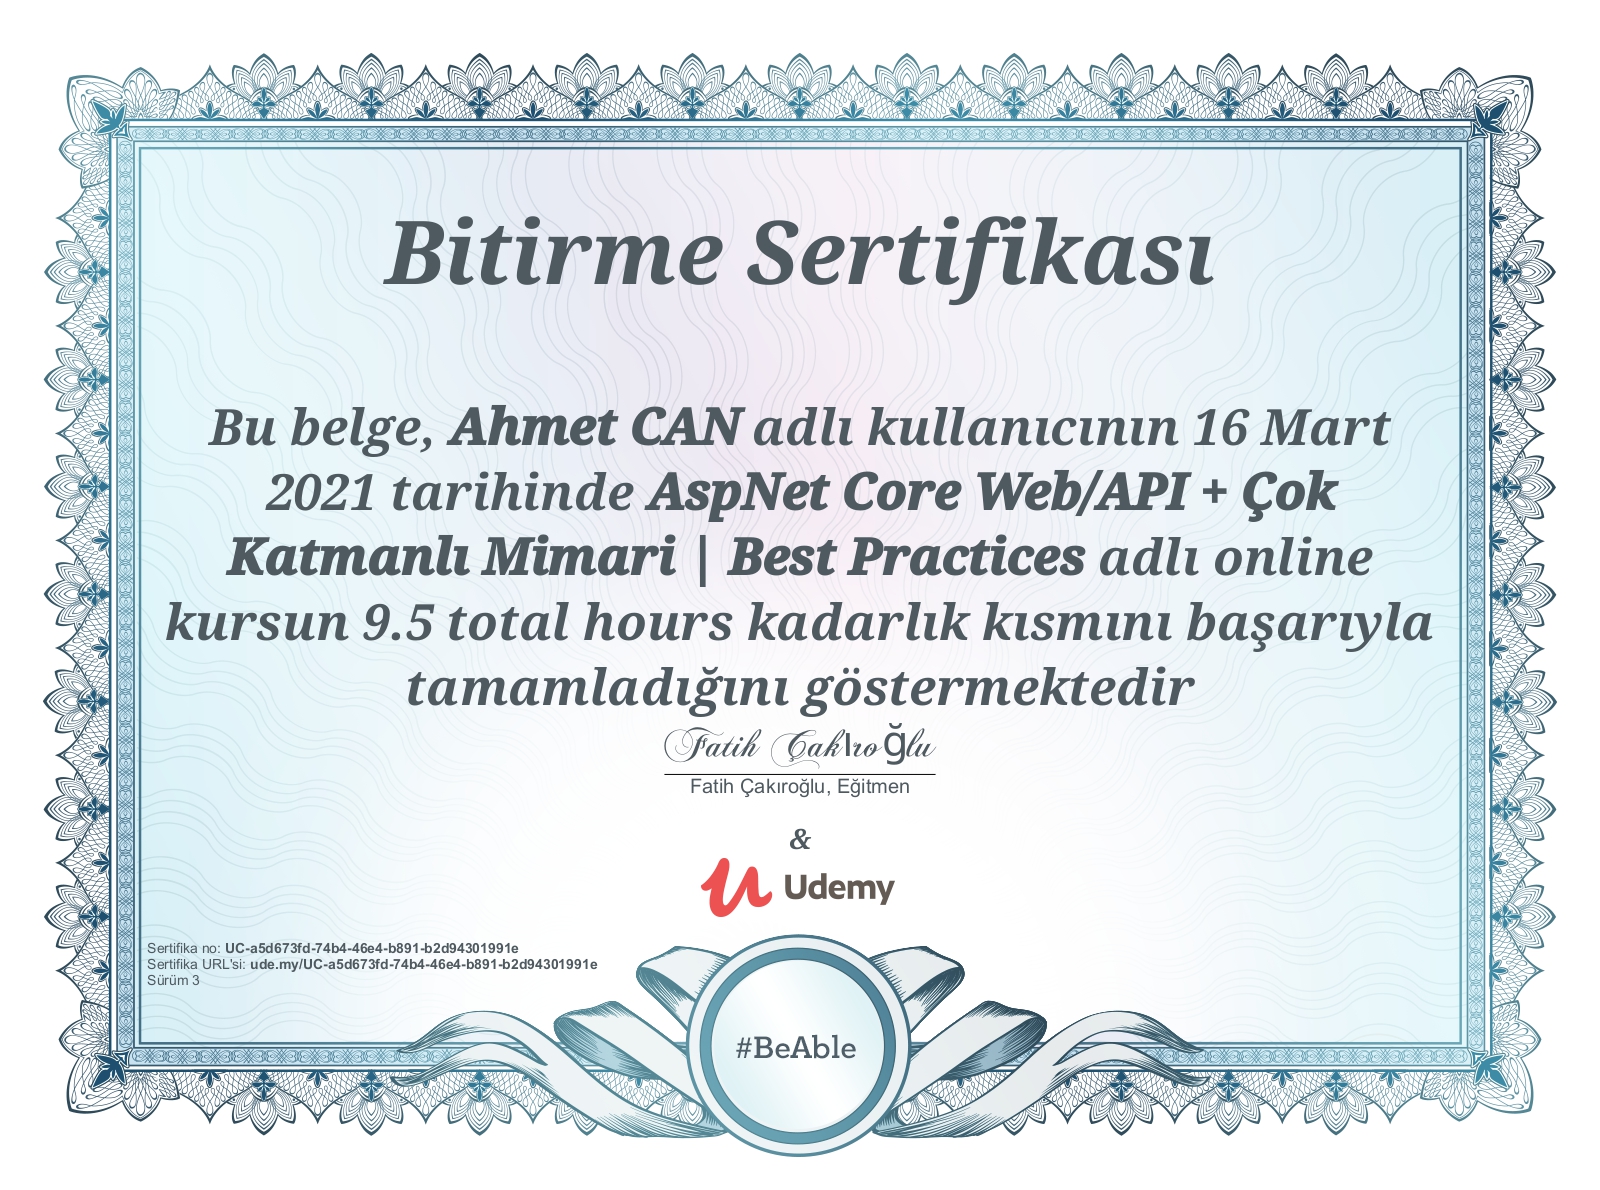 Bitirme Sertifikası
Bu belge, Ahmet CAN adlı kullanıcının 16 Mart
2021 tarihinde AspNet Core Web/API + Çok
Katmanlı Mimari | Best Practices adlı online
kursun 9.5 total hours kadarlık kısmını başarıyla
tamamladığını göstermektedir
Fatih Çakıroğlu
Fatih Çakıroğlu, Eğitmen
&
Udemy
Sertifika no: UC-a5d673fd-74b4-46e4-b891-b2d94301991e
Sertifika URL'si: ude.my/UC-a5d673fd-74b4-46e4-b891-b2d94301991e
Sürüm 3
#BeAble